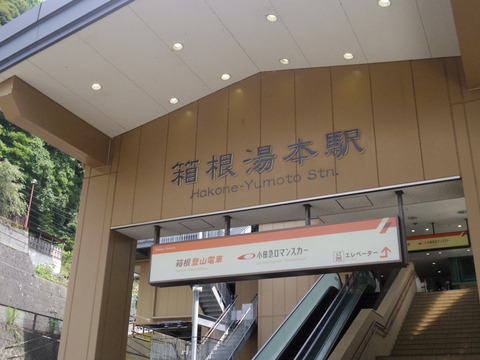 箱根湯本駅
Hakone-Yumoto Stn.
箱根登山電車 小田急ロマンスカー エレベーター